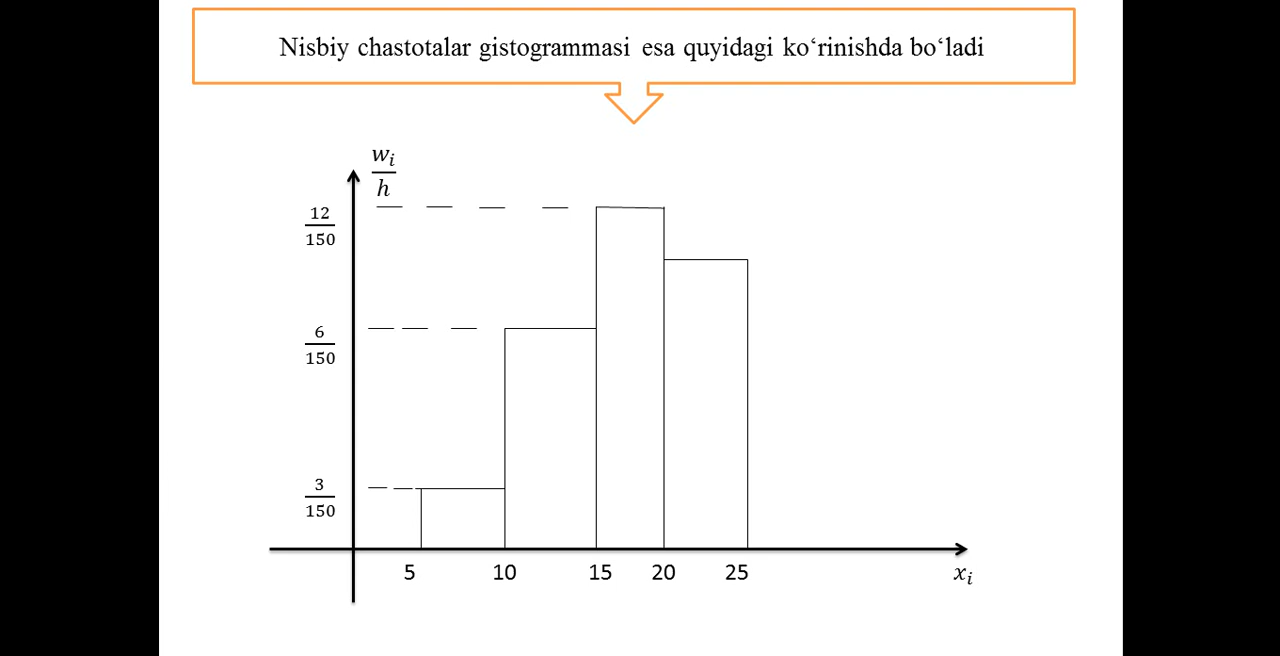 Nisbiy chastotalar gistogrammasi esa quyidagi ko‘rinishda bo‘ladi
w_i/h
12/150
6/150
3/150
5 10 15 20 25
x_i